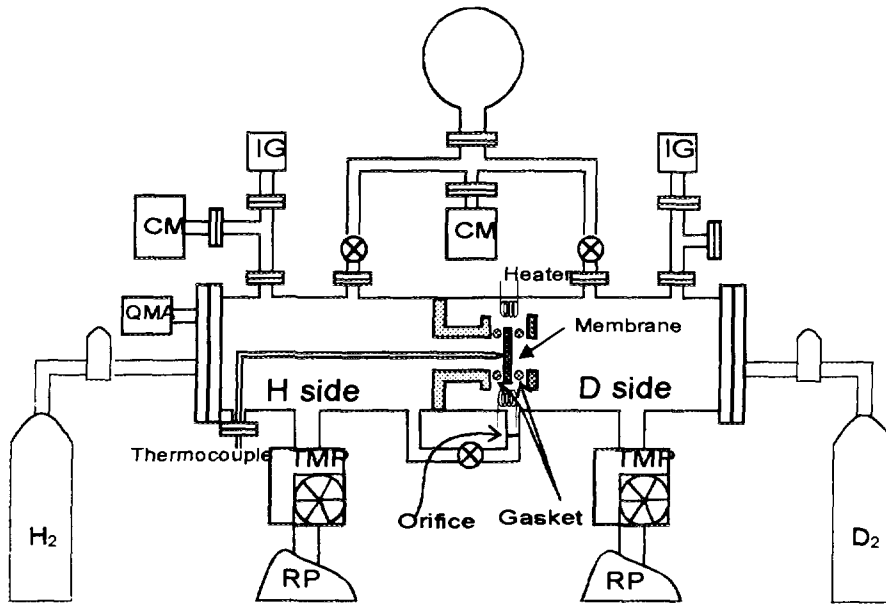 IG
IG
CM
CM
Heater
QMA
Membrane
H side
D side
Thermocouple
TMP
TMP
Orifice
Gasket
H₂
D₂
RP
RP